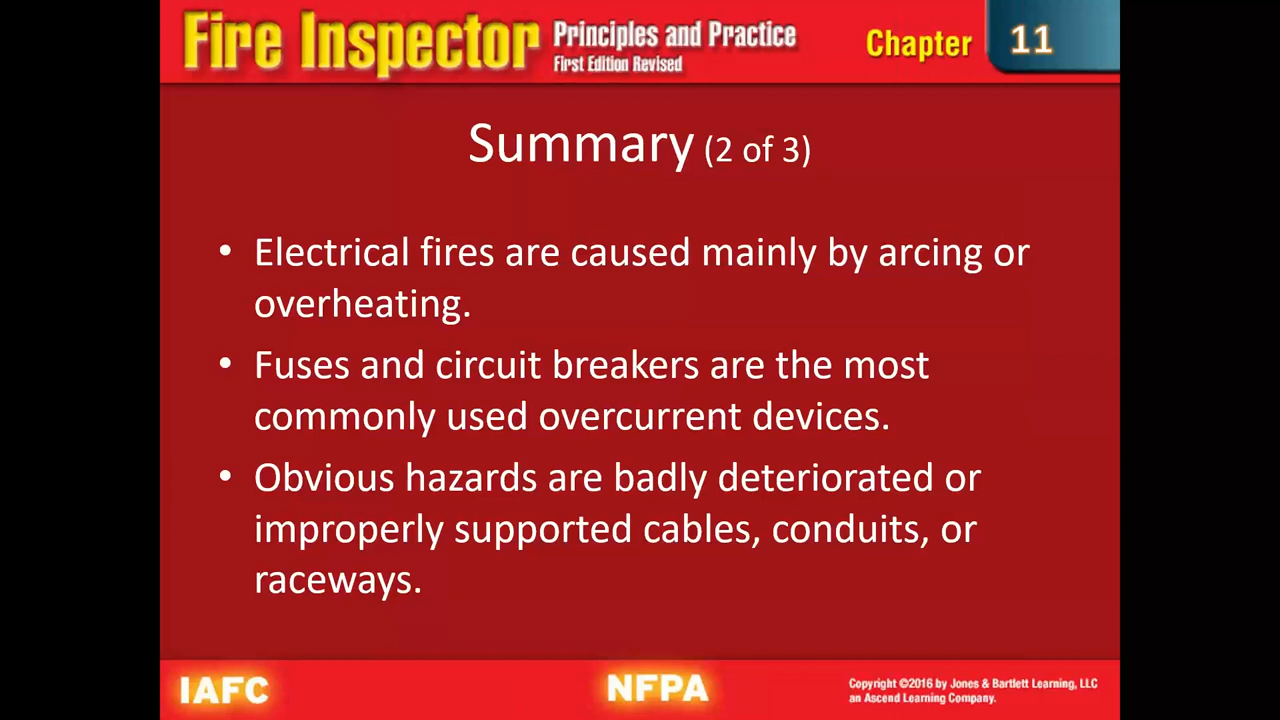 Fire Inspector Principles and Practice
First Edition Revised
Chapter 11
Summary (2 of 3)
• Electrical fires are caused mainly by arcing or
overheating.
• Fuses and circuit breakers are the most
commonly used overcurrent devices.
• Obvious hazards are badly deteriorated or
improperly supported cables, conduits, or
raceways.
IAFC
NFPA
Copyright ©2016 by Jones & Bartlett Learning, LLC
an Ascend Learning Company.